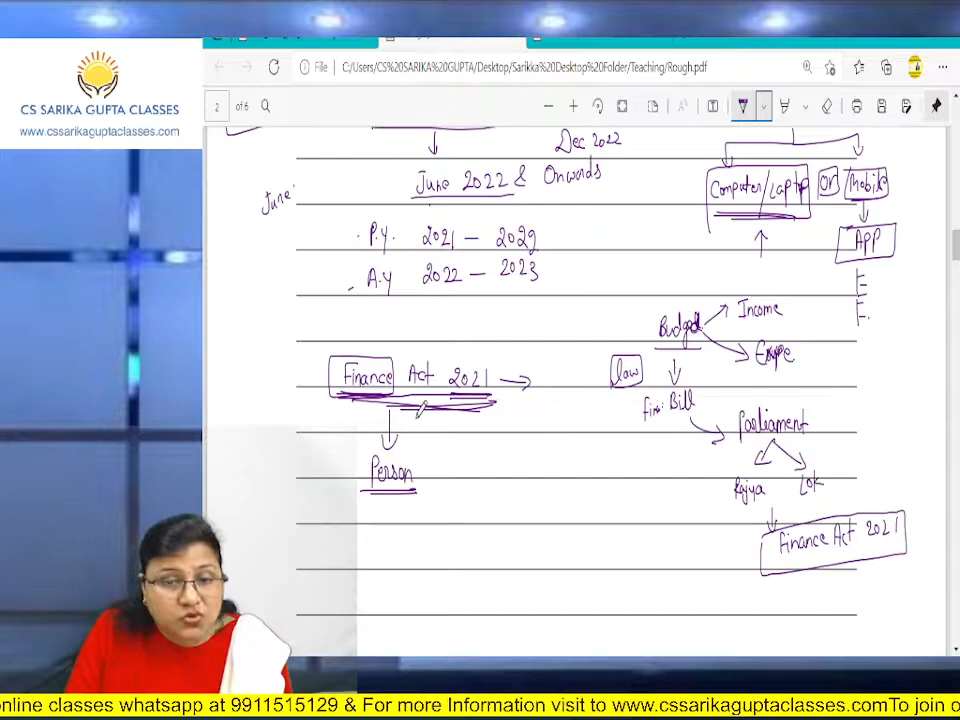 CS SARIKA GUPTA CLASSES
www.cssarikaguptaclasses.com
File C:/Users/CS%20SARIKA%20GUPTA/Desktop/Sarikka%20Desktop%20Folder/Teaching/Rough.pdf
2 of 6
Dec 2022
June 2022 & Onwards
June
Computer/Laptop or Mobile
APP
P.Y. 2021 – 2022
A.Y 2022 – 2023
Budget
Income
Expe
Finance Act 2021
law
Bill
Parliament
Person
Rajya Lok
Finance Act 2021
online classes whatsapp at 9911515129 & For more Information visit to www.cssarikaguptaclasses.comTo join o